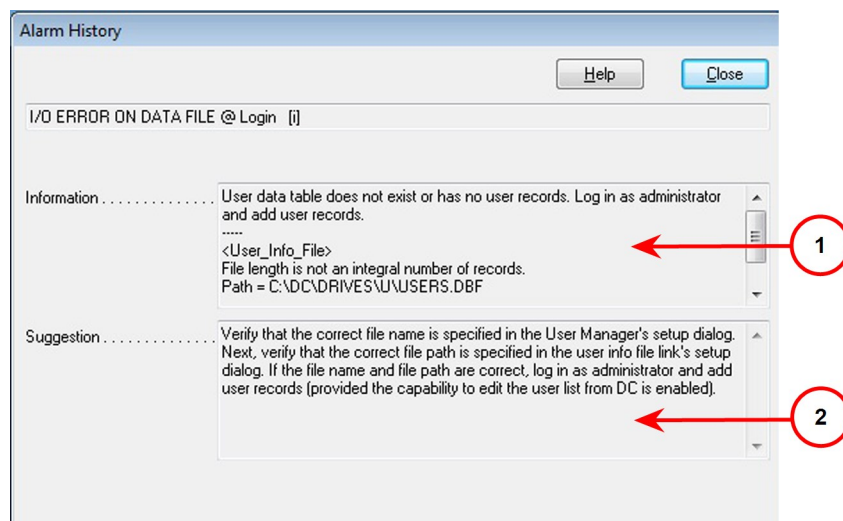 Alarm History
Help Close
I/O ERROR ON DATA FILE @ Login [i]
Information . . . . . . . . . . . . . . User data table does not exist or has no user records. Log in as administrator
and add user records.
-----
<User_Info_File>
File length is not an integral number of records.
Path = C:\DC\DRIVES\U\USERS.DBF
1
Suggestion . . . . . . . . . . . . . . Verify that the correct file name is specified in the User Manager's setup dialog.
Next, verify that the correct file path is specified in the user info file link's setup
dialog. If the file name and file path are correct, log in as administrator and add
user records (provided the capability to edit the user list from DC is enabled).
2